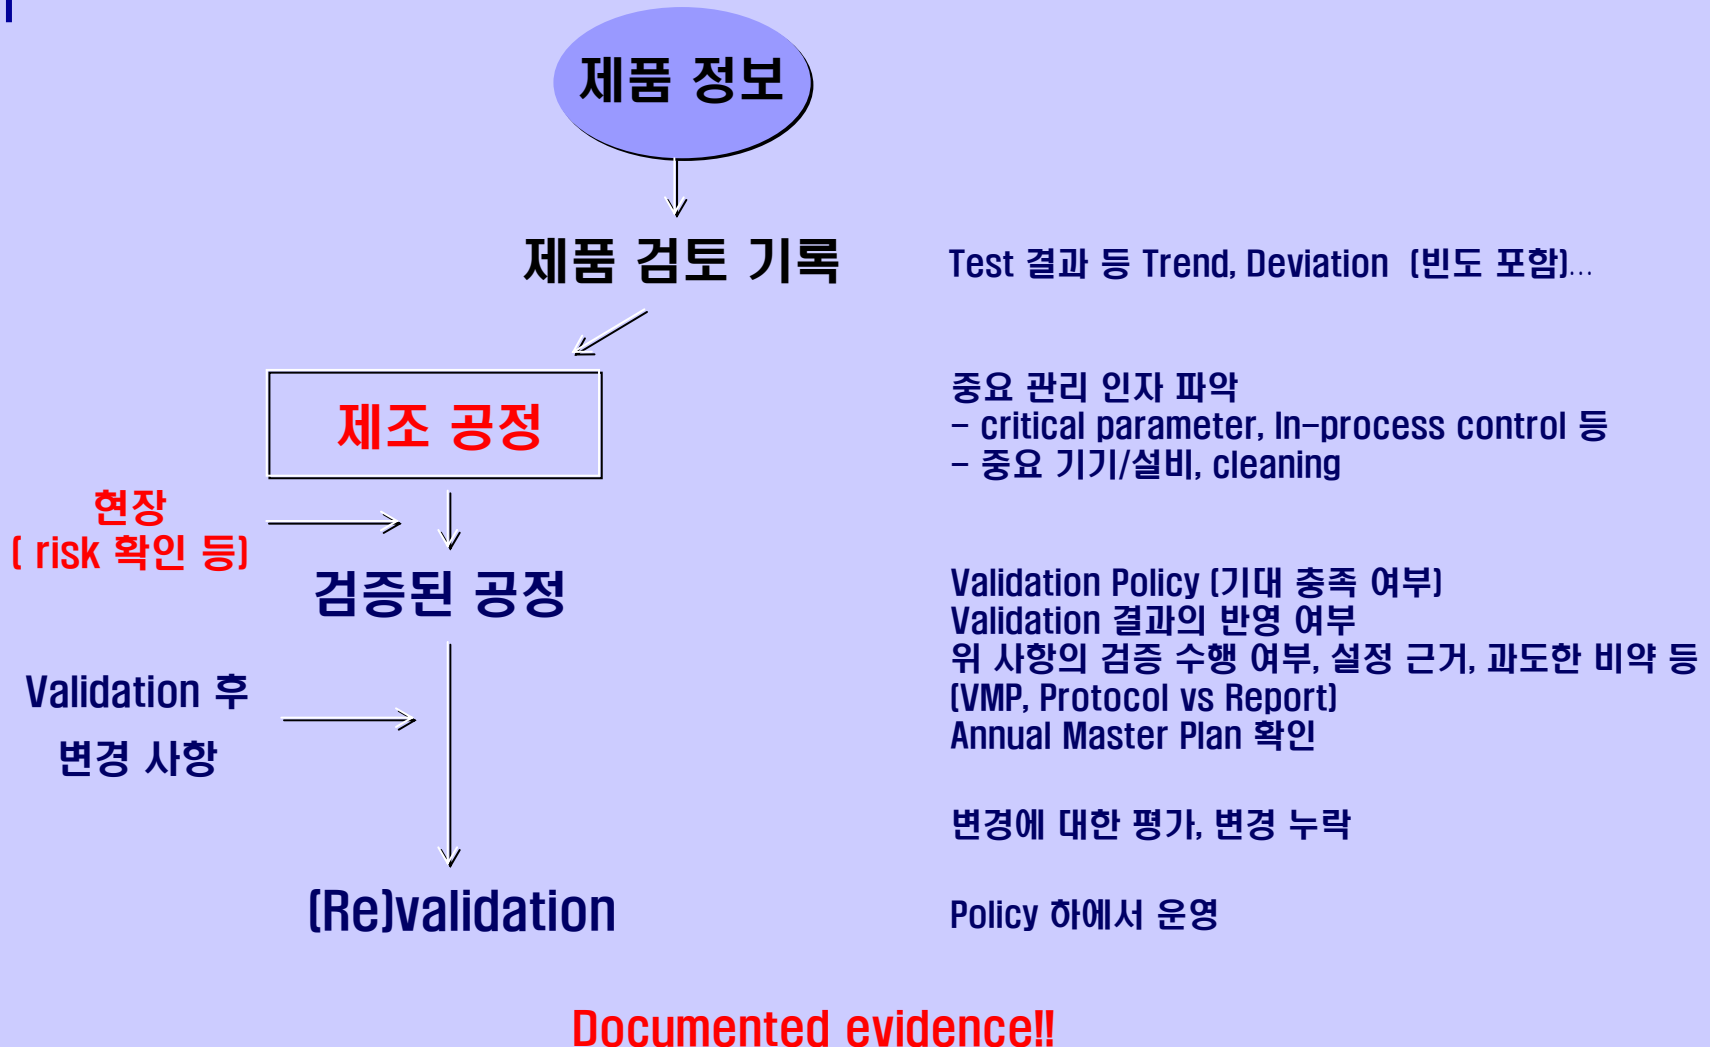 제품 정보
제품 검토 기록
Test 결과 등 Trend, Deviation (빈도 포함)...
제조 공정
중요 관리 인자 파악
- critical parameter, In-process control 등
- 중요 기기/설비, cleaning
현장
( risk 확인 등)
검증된 공정
Validation Policy (기대 충족 여부)
Validation 결과의 반영 여부
위 사항의 검증 수행 여부, 설정 근거, 과도한 비약 등
(VMP, Protocol vs Report)
Annual Master Plan 확인
Validation 후
변경 사항
변경에 대한 평가, 변경 누락
(Re)validation
Policy 하에서 운영
Documented evidence!!